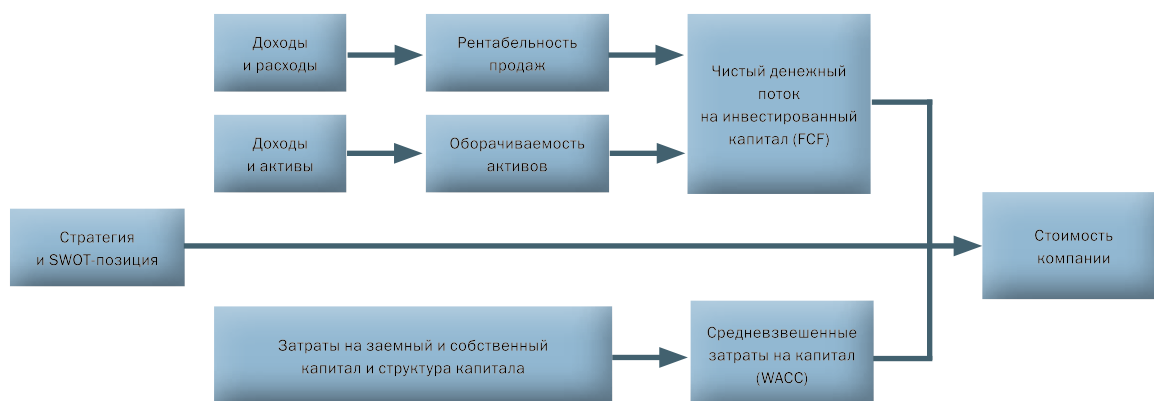 Доходы
и расходы
Рентабельность
продаж
Чистый денежный
поток
на инвестированный
капитал (FCF)
Доходы
и активы
Оборачиваемость
активов
Стратегия
и SWOT-позиция
Стоимость
компании
Затраты на заемный и собственный
капитал и структура капитала
Средневзвешенные
затраты на капитал
(WACC)